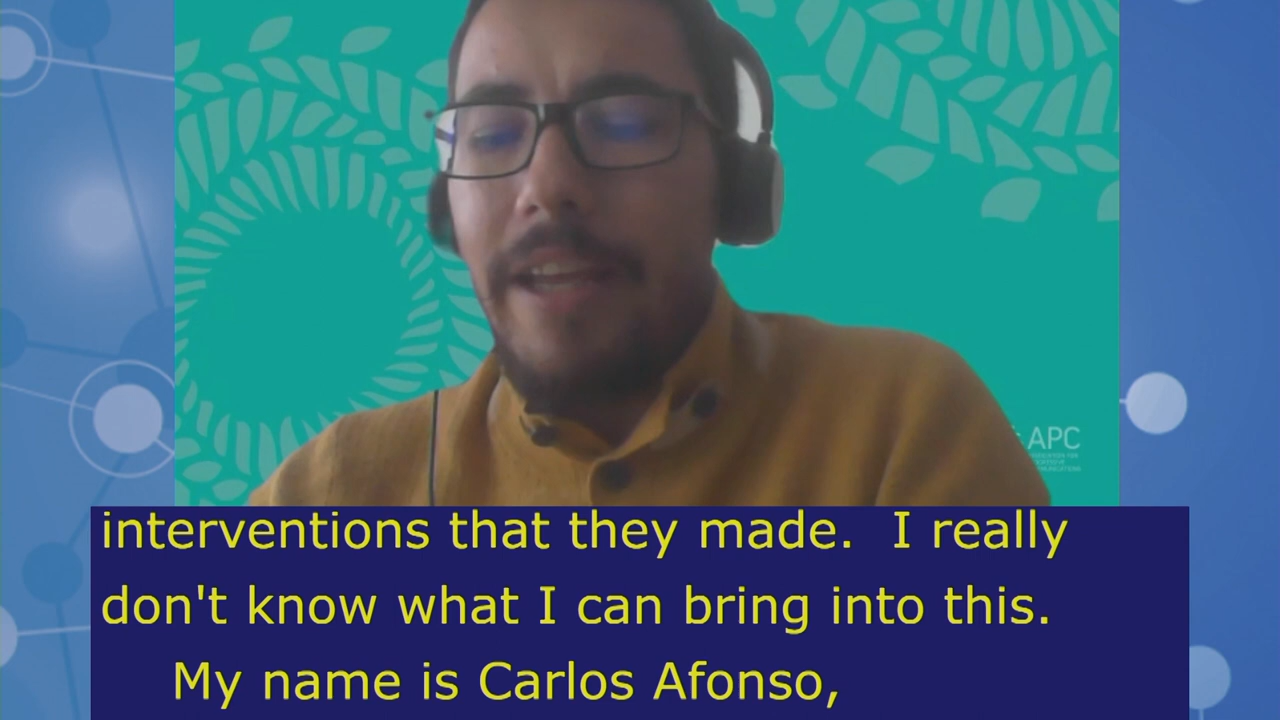 APC
interventions that they made.  I really
don't know what I can bring into this.
My name is Carlos Afonso,